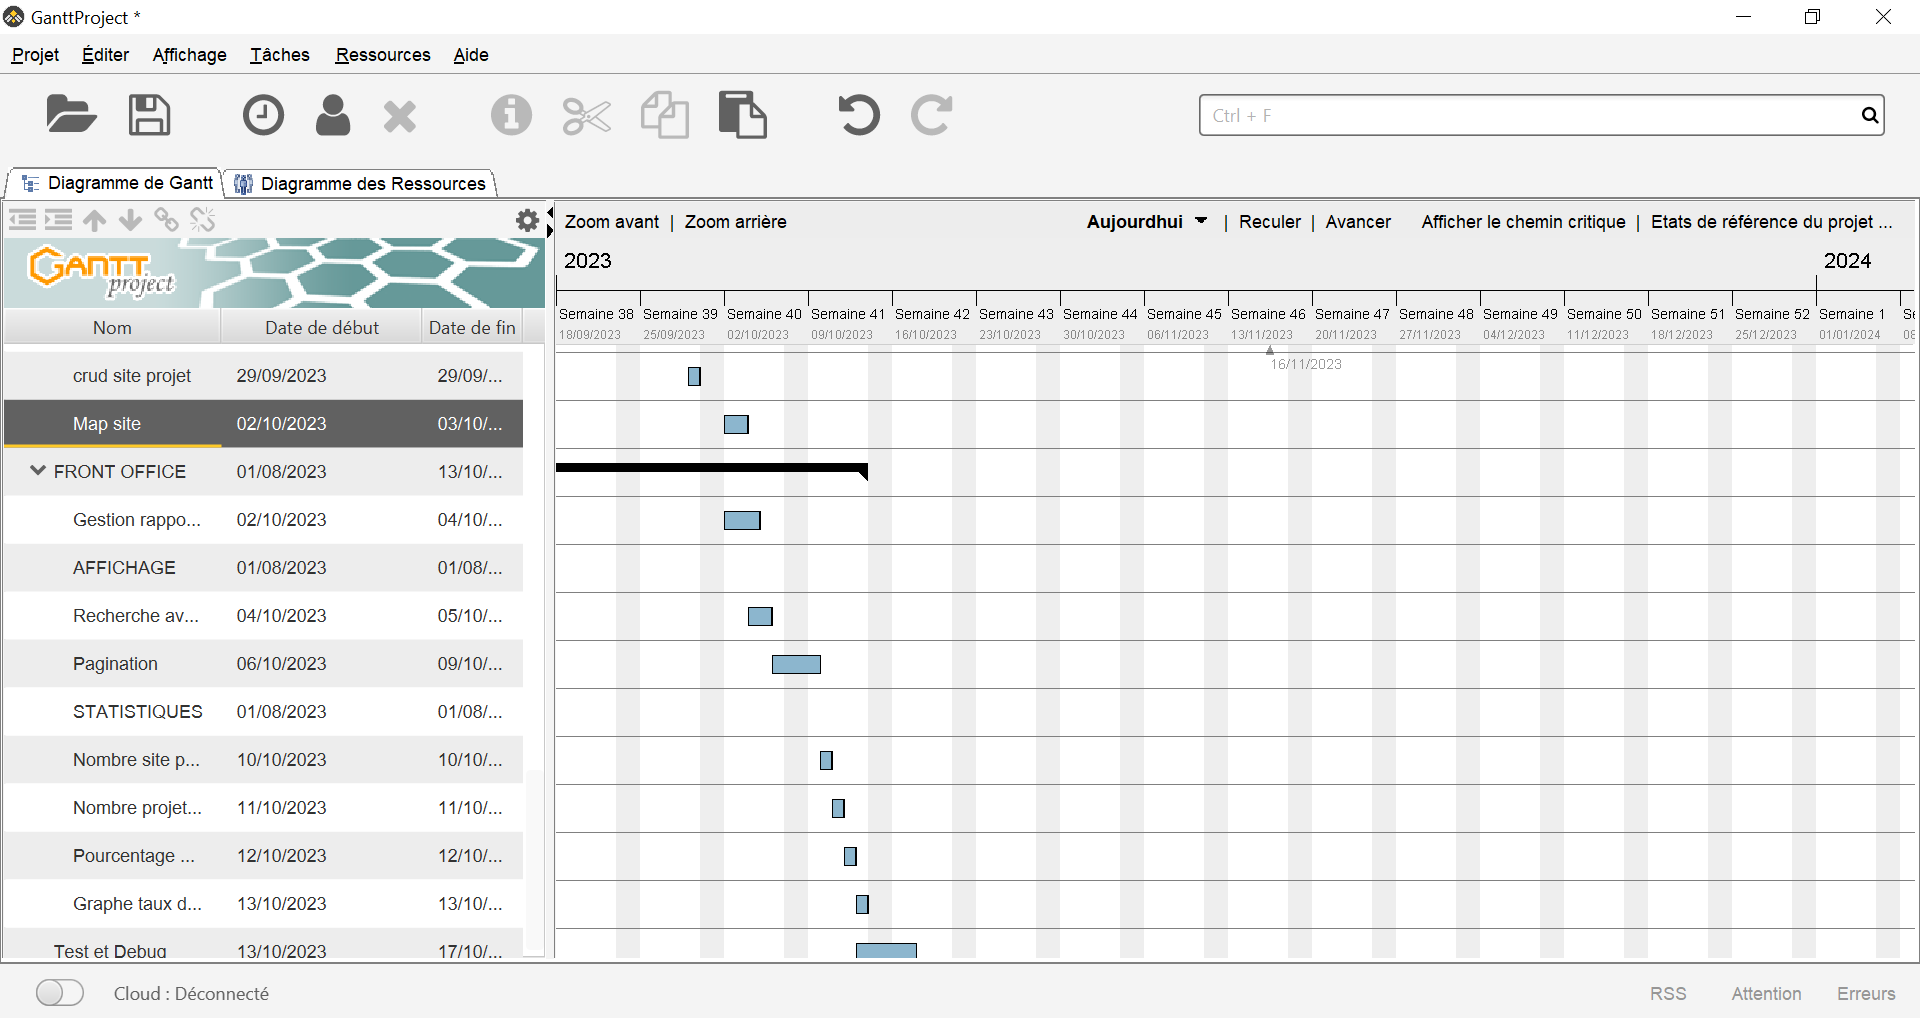 GanttProject *
Projet Éditer Affichage Tâches Ressources Aide
Ctrl + F
Diagramme de Gantt Diagramme des Ressources
Zoom avant | Zoom arrière Aujourdhui | Reculer | Avancer Afficher le chemin critique | Etats de référence du projet ...
GANTT
project
2023 2024
Nom Date de début Date de fin
Semaine 38 Semaine 39 Semaine 40 Semaine 41 Semaine 42 Semaine 43 Semaine 44 Semaine 45 Semaine 46 Semaine 47 Semaine 48 Semaine 49 Semaine 50 Semaine 51 Semaine 52 Semaine 1 Se
18/09/2023 25/09/2023 02/10/2023 09/10/2023 16/10/2023 23/10/2023 30/10/2023 06/11/2023 13/11/2023 20/11/2023 27/11/2023 04/12/2023 11/12/2023 18/12/2023 25/12/2023 01/01/2024 08
16/11/2023
crud site projet 29/09/2023 29/09/...
Map site 02/10/2023 03/10/...
FRONT OFFICE 01/08/2023 13/10/...
Gestion rappo... 02/10/2023 04/10/...
AFFICHAGE 01/08/2023 01/08/...
Recherche av... 04/10/2023 05/10/...
Pagination 06/10/2023 09/10/...
STATISTIQUES 01/08/2023 01/08/...
Nombre site p... 10/10/2023 10/10/...
Nombre projet... 11/10/2023 11/10/...
Pourcentage ... 12/10/2023 12/10/...
Graphe taux d... 13/10/2023 13/10/...
Test et Debug 13/10/2023 17/10/...
Cloud : Déconnecté RSS Attention Erreurs